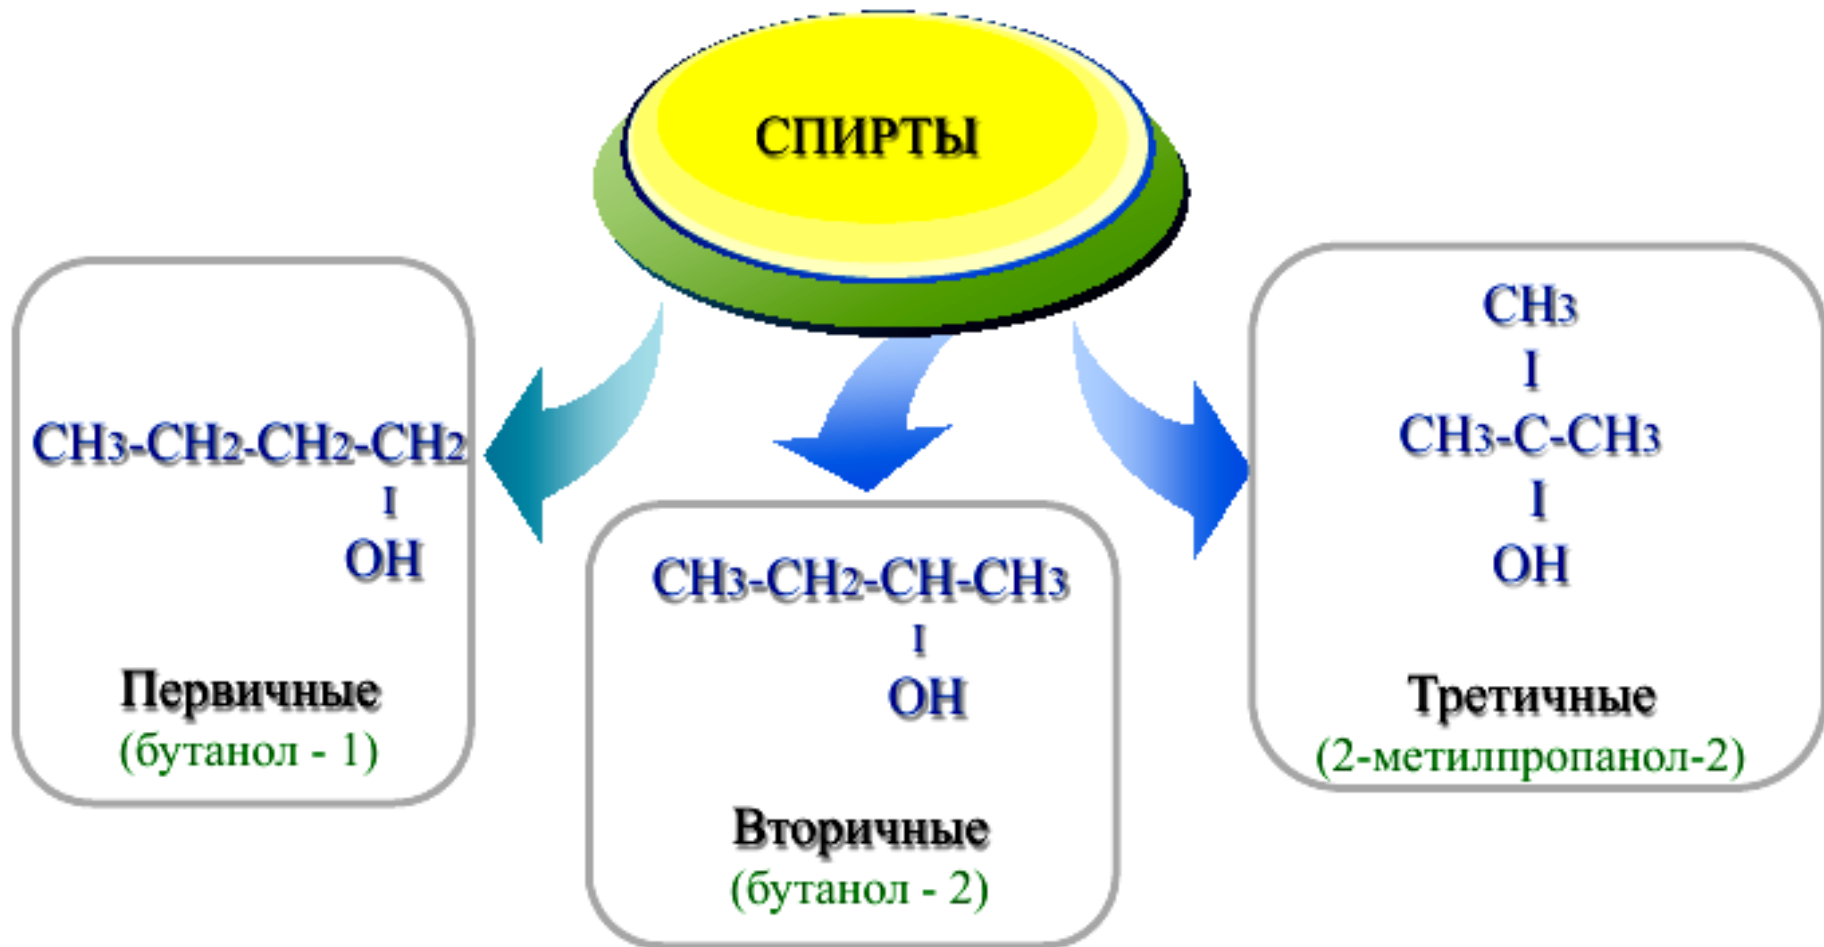 СПИРТЫ
CH3-CH2-CH2-CH2
I
OH
Первичные
(бутанол - 1)
CH3-CH2-CH-CH3
I
OH
Вторичные
(бутанол - 2)
CH3
I
CH3-C-CH3
I
OH
Третичные
(2-метилпропанол-2)